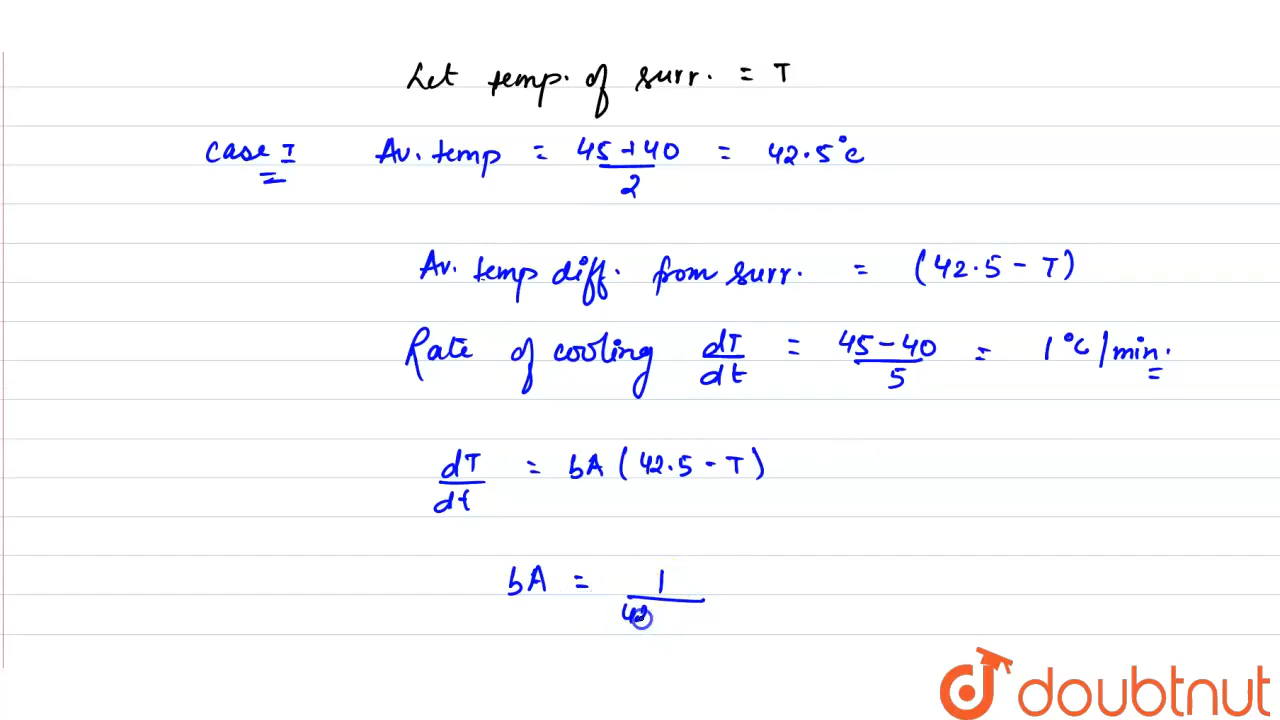 Let temp. of surr. = T
Case I Av. temp = 45+40/2 = 42.5°C
Av. temp diff. from surr. = (42.5 - T)
Rate of cooling dT/dt = 45-40/5 = 1°C/min.
dT/dt = bA (42.5 - T)
bA = 1/42
doubtnut